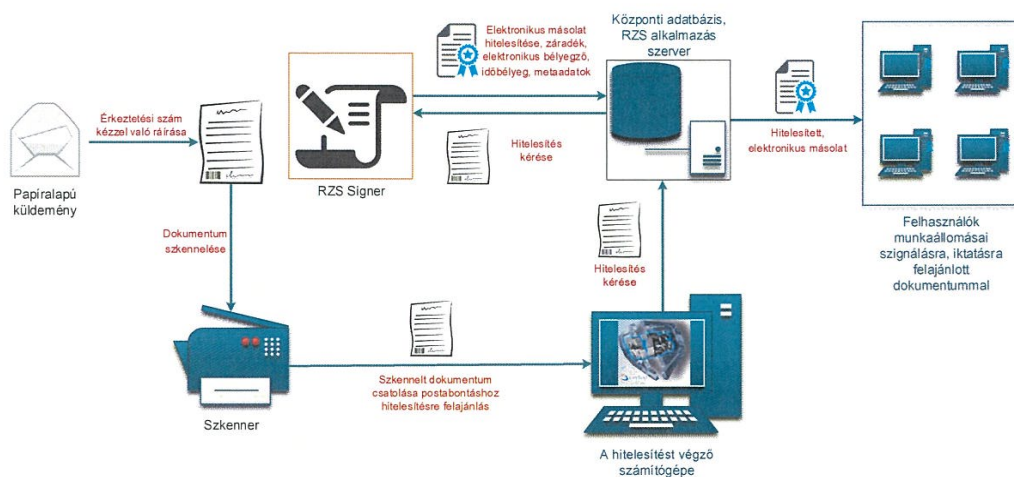 Elektronikus másolat
hitelesítése, záradék,
elektronikus bélyegző,
időbélyeg, metaadatok
Központi adatbázis,
RZS alkalmazás
szerver
Érkeztetési szám
kézzel való ráírása
Papíralapú
küldemény
Hitelesítés
kérése
RZS Signer
Hitelesített,
elektronikus másolat
Felhasználók
munkaállomásai
szignálásra, iktatásra
felajánlott
dokumentummal
Dokumentum
szkennelése
Hitelesítés
kérése
Szkennelt dokumentum
csatolása postabontáshoz
hitelesítésre felajánlás
Szkenner
A hitelesítést végző
számítógépe